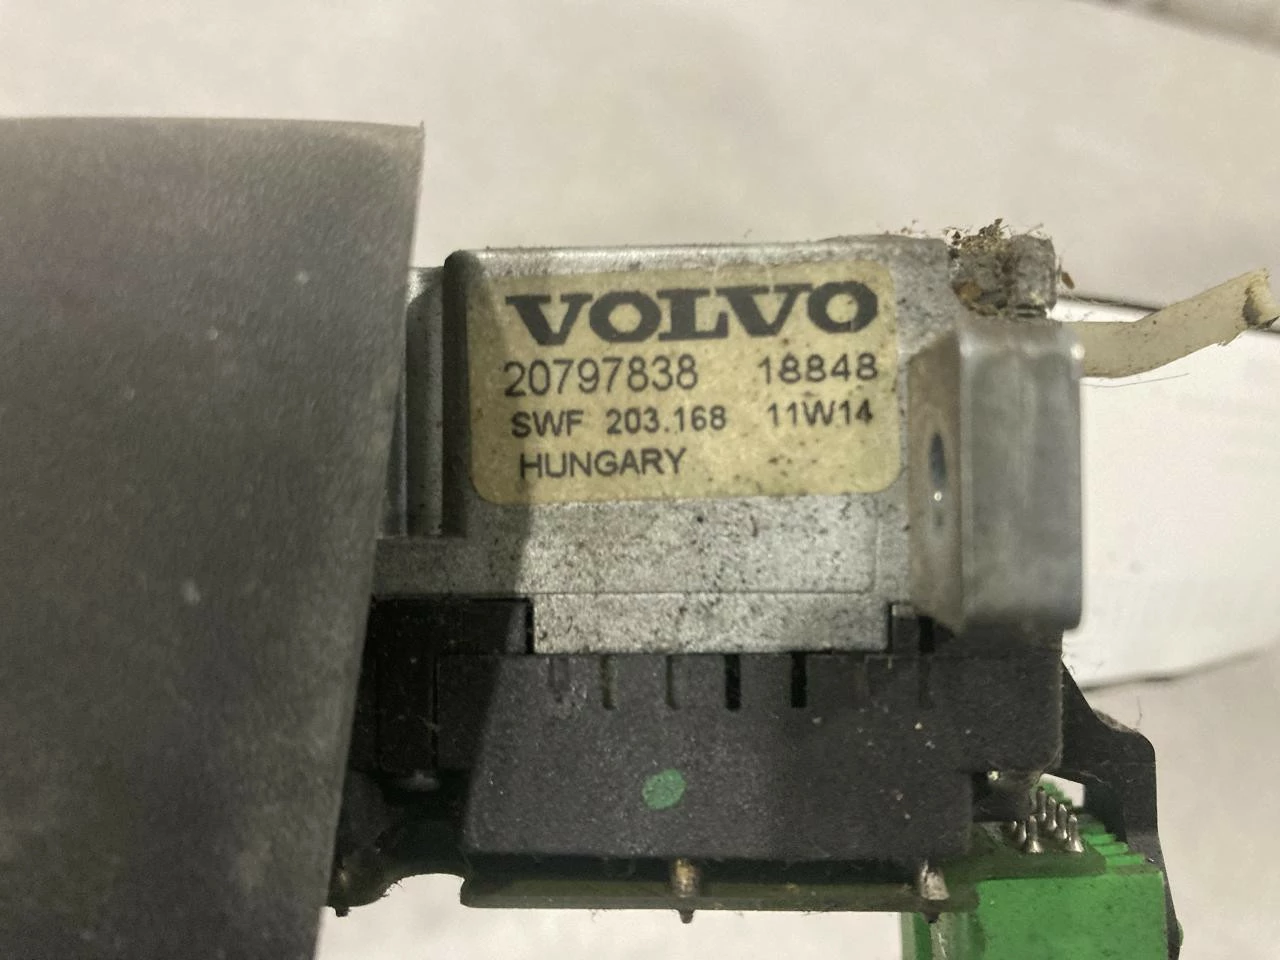 VOLVO
20797838 18848
SWF 203.168 11W14
HUNGARY